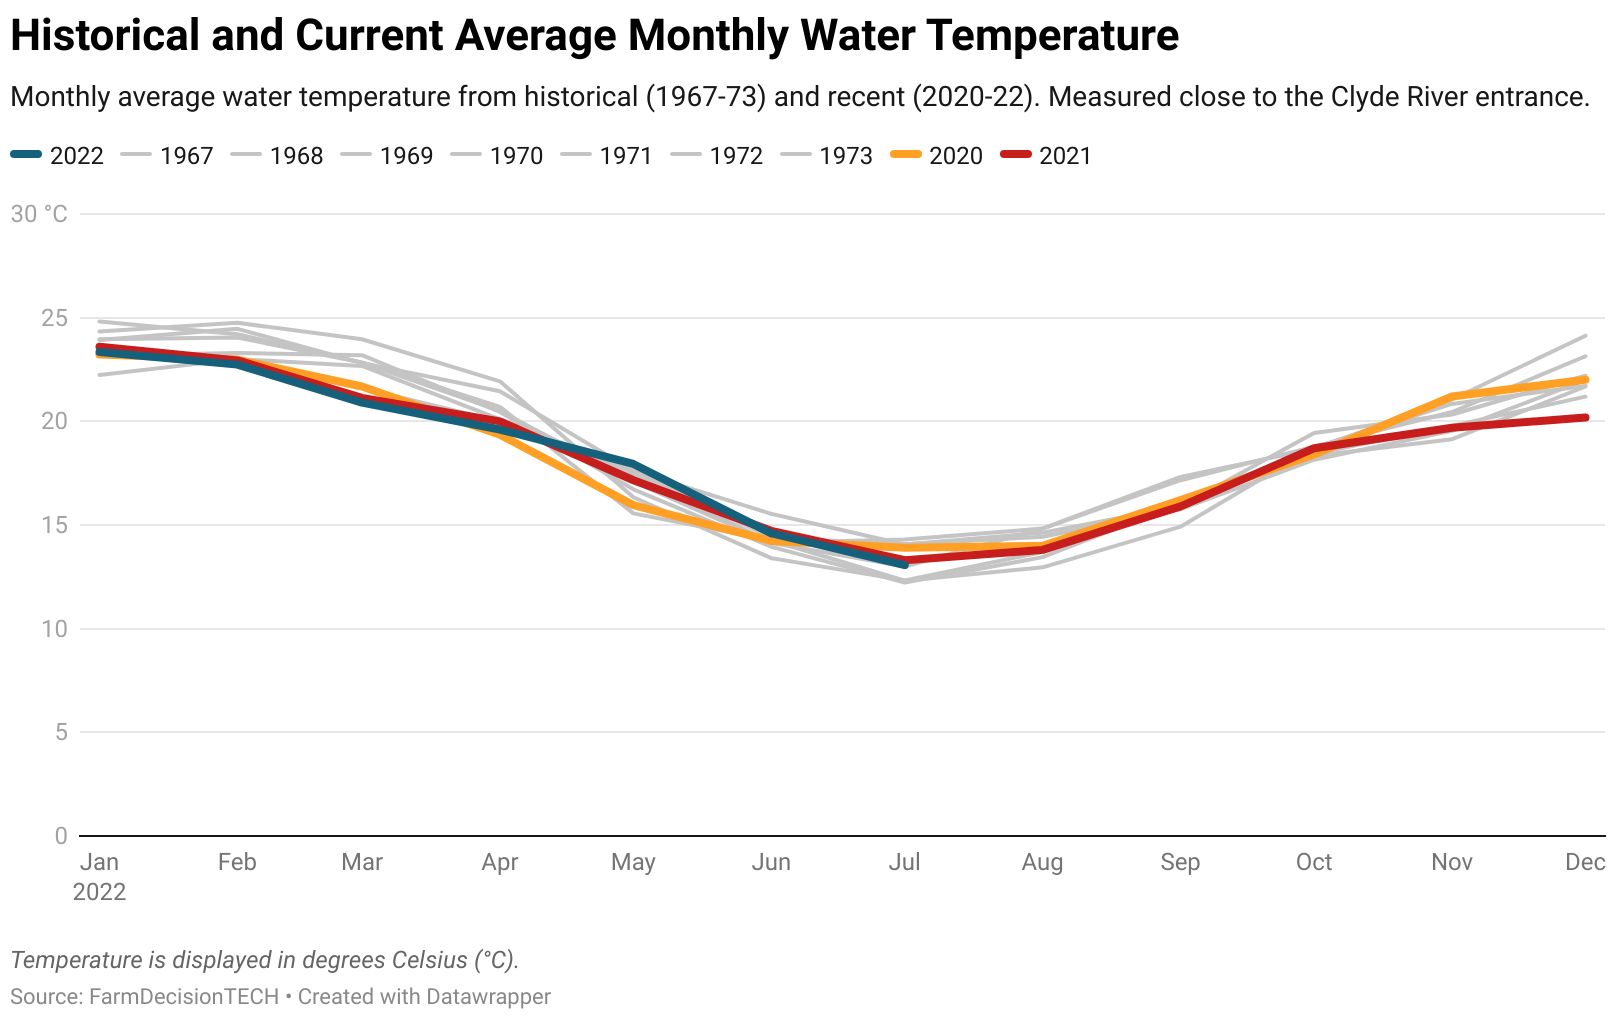 Historical and Current Average Monthly Water Temperature
Monthly average water temperature from historical (1967-73) and recent (2020-22). Measured close to the Clyde River entrance.
2022 1967 1968 1969 1970 1971 1972 1973 2020 2021
30 °C
25
20
15
10
5
0
Jan Feb Mar Apr May Jun Jul Aug Sep Oct Nov Dec
2022
Temperature is displayed in degrees Celsius (°C).
Source: FarmDecisionTECH • Created with Datawrapper